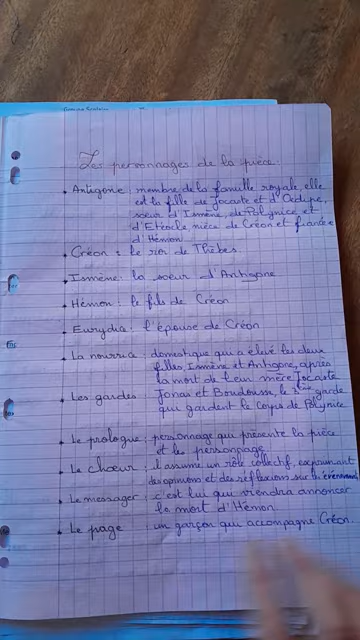 Les personnages de la pièce:
• Antigone: membre de la famille royale, elle
est la fille de Jocaste et d'Oedipe,
soeur d'Ismène, de Polynice et
d'Etéocle nièce de Créon et fiancée
d'Hémon
• Créon: le roi de Thèbes.
• Ismène: la soeur d'Antigone
• Hémon: le fils de Créon
• Eurydice: l'épouse de Créon
• La nourrice: domestique qui a élevé les deux
filles, Ismène et Antigone, après
la mort de leur mère Jocaste
• Les gardes: Jonas et Boudousse, le 3ème garde
qui gardent le corps de Polynice
• Le prologue: personnage qui présente la pièce
et les personnages
• Le choeur: il assume un rôle collectif, exprimant
des opinions et des réflexions sur les événements
• Le messager: c'est lui qui viendra annoncer
la mort d'Hémon.
• Le page: un garçon qui accompagne Créon.